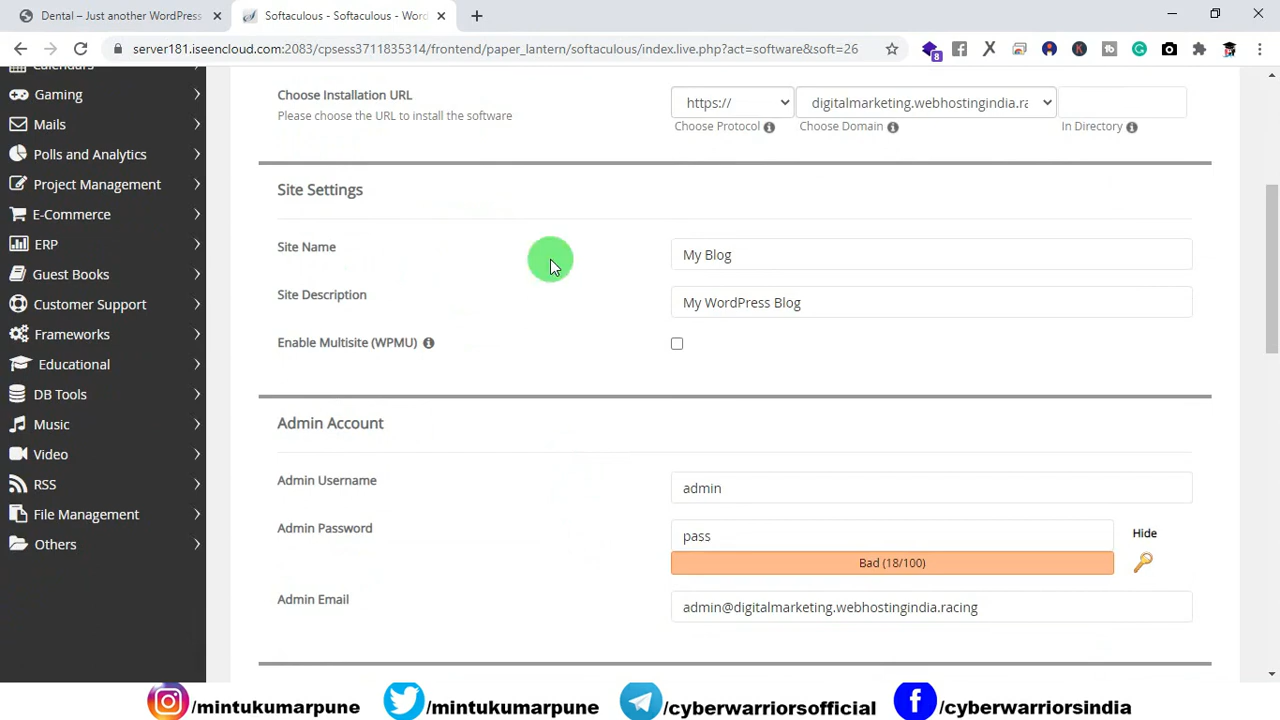 Dental – Just another WordPress
Softaculous - Softaculous - Wor
server181.iseencloud.com:2083/cpsess3711835314/frontend/paper_lantern/softaculous/index.live.php?act=software&soft=26
8
Calendars
Gaming
Mails
Polls and Analytics
Project Management
E-Commerce
ERP
Guest Books
Customer Support
Frameworks
Educational
DB Tools
Music
Video
RSS
File Management
Others
Choose Installation URL
Please choose the URL to install the software
https://
digitalmarketing.webhostingindia.ra
Choose Protocol
Choose Domain
In Directory
Site Settings
Site Name
My Blog
Site Description
My WordPress Blog
Enable Multisite (WPMU)
Admin Account
Admin Username
admin
Admin Password
pass
Hide
Bad (18/100)
Admin Email
admin@digitalmarketing.webhostingindia.racing
/mintukumarpune
/mintukumarpune
/cyberwarriorsofficial
/cyberwarriorsindia